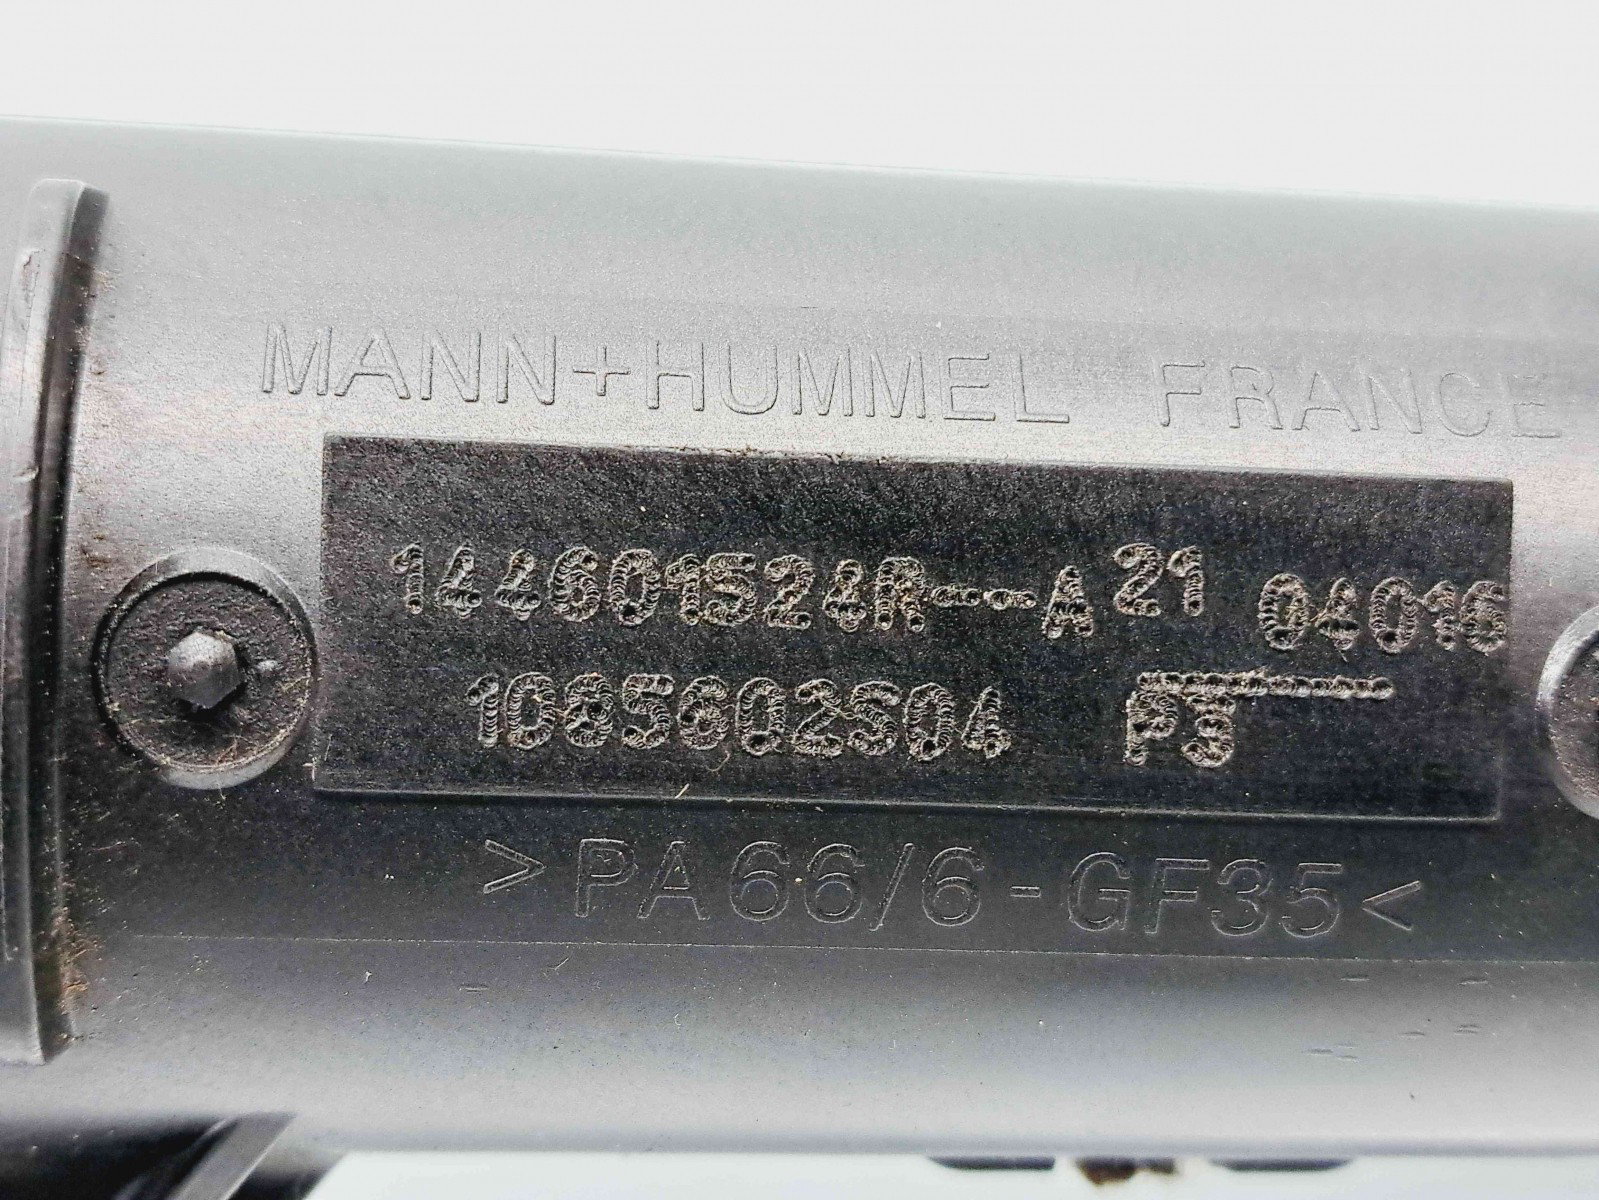 MANN+HUMMEL FRANCE
144601524R---A 21 04016
1085602S04 P3
>PA66/6-GF35<